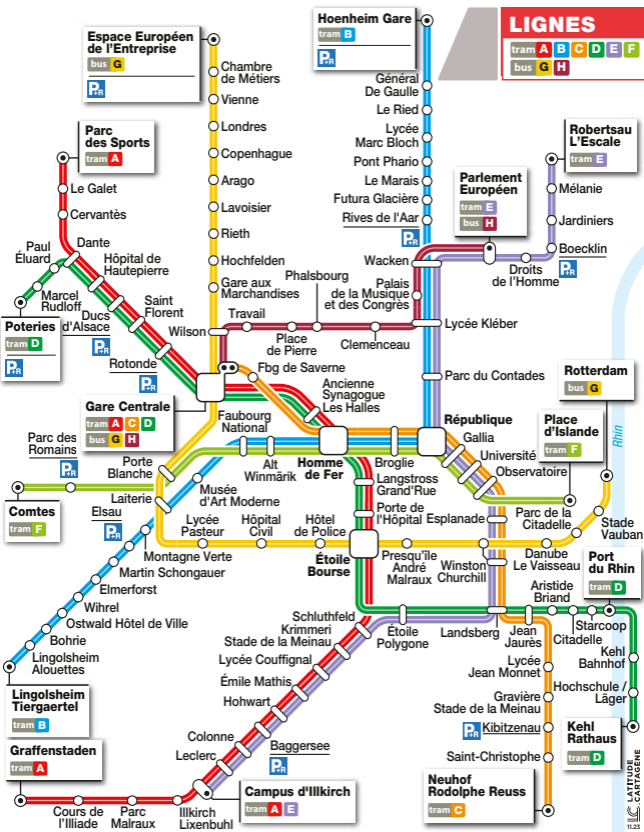 LIGNES
tram A B C D E F
bus G H
Espace Européen
de l'Entreprise
bus G
P+R
Hoenheim Gare
tram B
P+R
Chambre
de Métiers
Vienne
Londres
Copenhague
Arago
Lavoisier
Rieth
Hochfelden
Gare aux
Marchandises
Wilson
Général
De Gaulle
Le Ried
Lycée
Marc Bloch
Pont Phario
Le Marais
Futura Glacière
Rives de l'Aar
P+R
Wacken
Parlement
Européen
tram E
bus H
Robertsau
L'Escale
tram E
Mélanie
Jardiniers
Boecklin
P+R
Droits
de l'Homme
Parc
des Sports
tram A
Le Galet
Cervantès
Dante
Paul
Éluard
Marcel
Rudloff
Poteries
tram D
P+R
Hôpital de
Hautepierre
Ducs
d'Alsace
P+R
Saint
Florent
Rotonde
P+R
Travail
Place
de Pierre
Phalsbourg
Clemenceau
Palais
de la Musique
et des Congrès
Lycée Kléber
Parc du Contades
Gare Centrale
tram A C D
bus G H
Fbg de Saverne
Ancienne
Synagogue
Les Halles
Faubourg
National
Alt
Winmärik
Homme
de Fer
Broglie
République
Gallia
Université
Observatoire
Rotterdam
bus G
Place
d'Islande
tram F
Rhin
Parc des
Romains
P+R
Porte
Blanche
Comtes
tram F
Laiterie
Elsau
P+R
Musée
d'Art Moderne
Langstross
Grand'Rue
Porte de
l'Hôpital
Esplanade
Parc de la
Citadelle
Stade
Vauban
Montagne Verte
Martin Schongauer
Elmerforst
Wihrel
Ostwald Hôtel de Ville
Bohrie
Lingolsheim
Alouettes
Lingolsheim
Tiergaertel
tram B
Lycée
Pasteur
Hôpital
Civil
Hôtel
de Police
Étoile
Bourse
Presqu'île
André
Malraux
Winston
Churchill
Danube
Le Vaisseau
Port
du Rhin
tram D
Aristide
Briand
Starcoop
Citadelle
Kehl
Bahnhof
Hochschule /
Läger
Kehl
Rathaus
tram D
Schluthfeld
Krimmeri
Stade de la Meinau
Lycée Couffignal
Émile Mathis
Hohwart
Colonne
Leclerc
Étoile
Polygone
Landsberg
Jean
Jaurès
Lycée
Jean Monnet
Gravière
Stade de la Meinau
P+R
Kibitzenau
Saint-Christophe
Neuhof
Rodolphe Reuss
tram C
Baggersee
P+R
Campus d'Illkirch
tram A E
Graffenstaden
tram A
Cours de
l'Illiade
Parc
Malraux
Illkirch
Lixenbuhl
LATITUDE
CARTAGÈNE
11.23